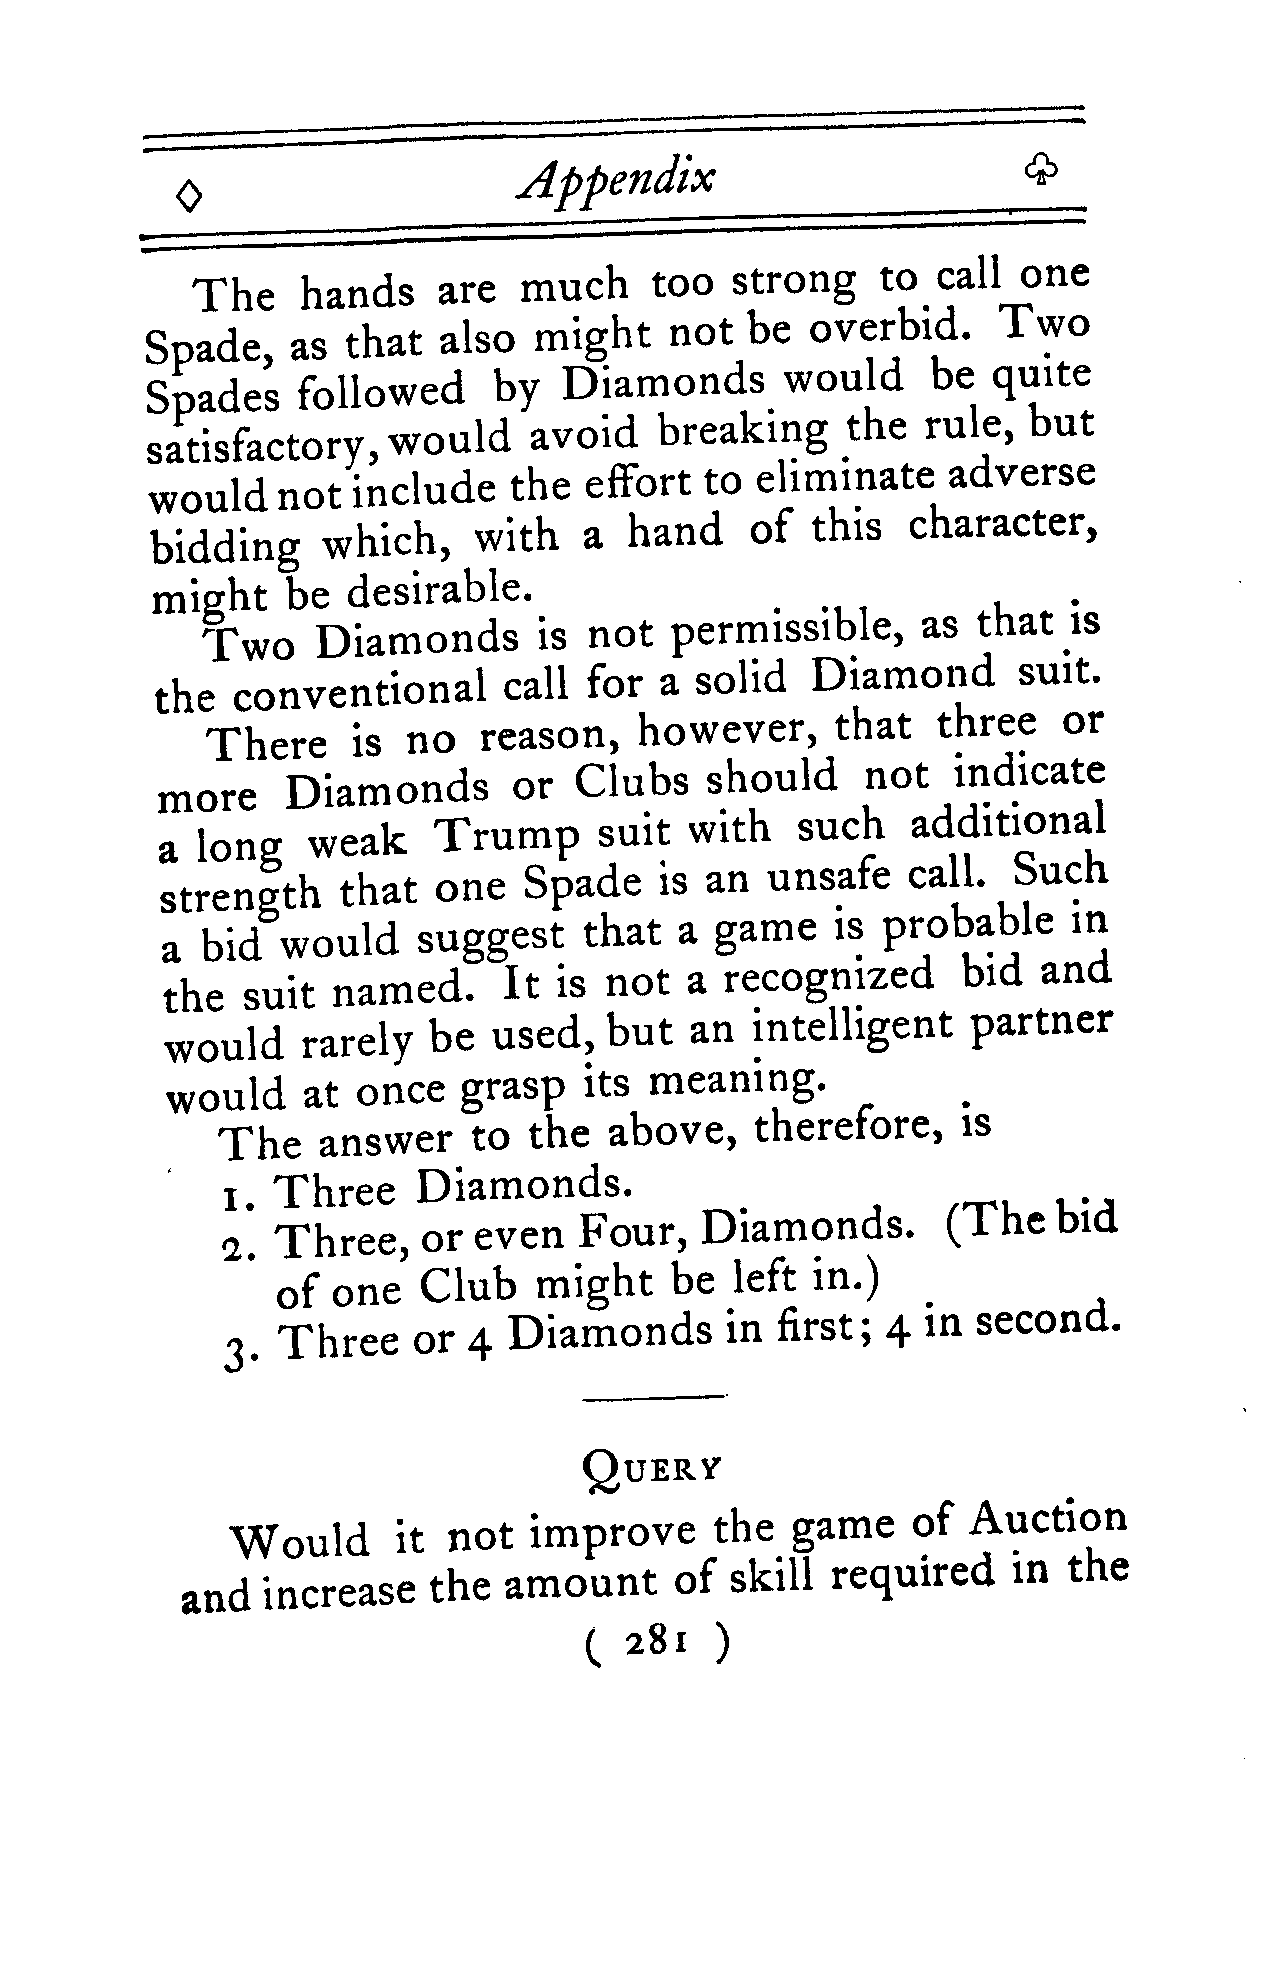 Appendix
The hands are much too strong to call one
Spade, as that also might not be overbid. Two
Spades followed by Diamonds would be quite
satisfactory, would avoid breaking the rule, but
would not include the effort to eliminate adverse
bidding which, with a hand of this character,
might be desirable.
Two Diamonds is not permissible, as that is
the conventional call for a solid Diamond suit.
There is no reason, however, that three or
more Diamonds or Clubs should not indicate
a long weak Trump suit with such additional
strength that one Spade is an unsafe call. Such
a bid would suggest that a game is probable in
the suit named. It is not a recognized bid and
would rarely be used, but an intelligent partner
would at once grasp its meaning.
The answer to the above, therefore, is
1. Three Diamonds.
2. Three, or even Four, Diamonds. (The bid
of one Club might be left in.)
3. Three or 4 Diamonds in first; 4 in second.
QUERY
Would it not improve the game of Auction
and increase the amount of skill required in the
( 281 )